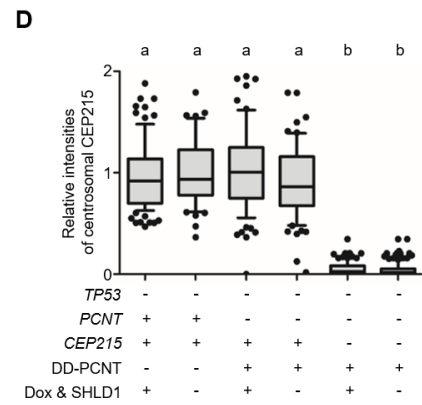 D
a a a a b b
Relative intensities
of centrosomal CEP215
2
1
0
TP53 - - - - - -
PCNT + + - - - -
CEP215 + + + + - -
DD-PCNT - - + + + +
Dox & SHLD1 + - + - + -